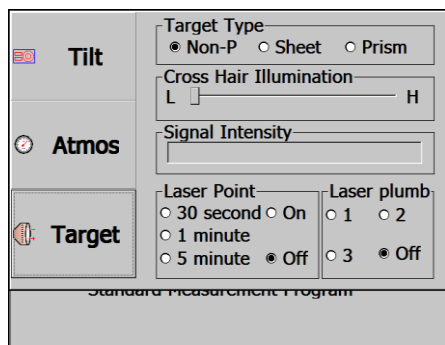 Tilt
Atmos
Target
Target Type
Non-P Sheet Prism
Cross Hair Illumination
L H
Signal Intensity
Laser Point
30 second On
1 minute
5 minute Off
Laser plumb
1 2
3 Off
Standard Measurement Program